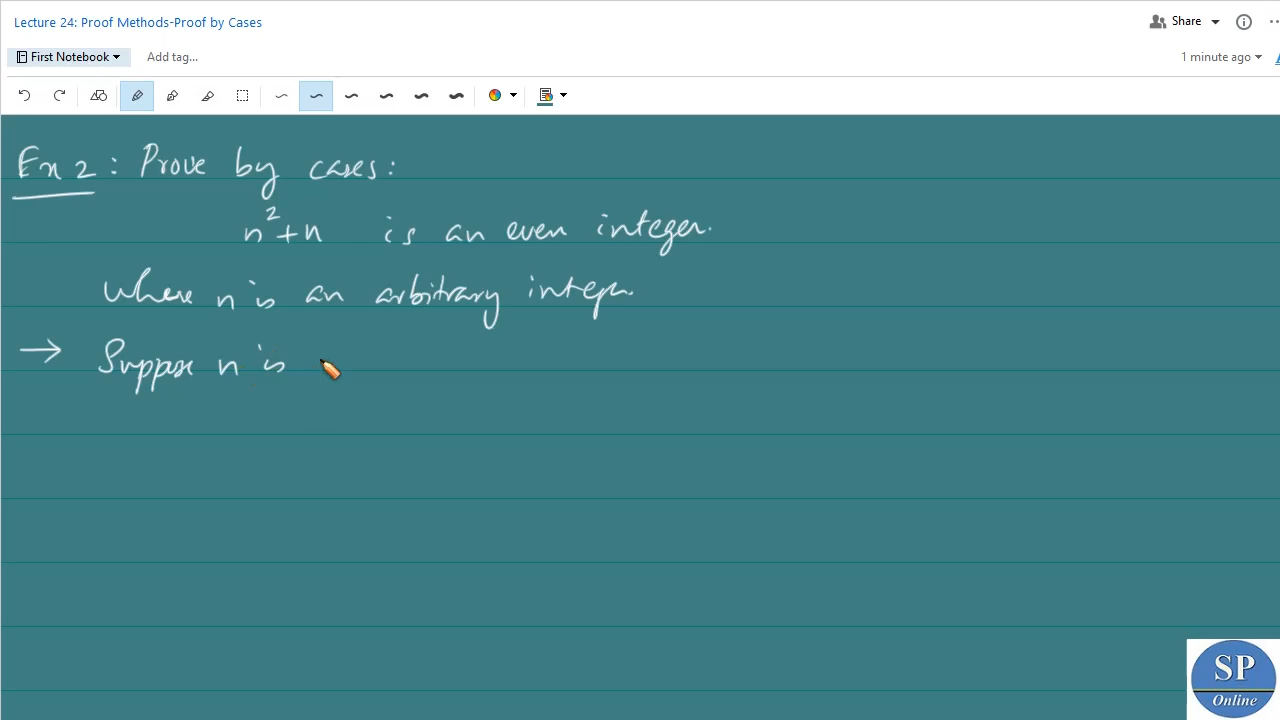 Lecture 24: Proof Methods-Proof by Cases
Share
First Notebook
Add tag...
1 minute ago
Ex 2 : Prove by cases:
n²+n is an even integer.
where n is an arbitrary integer.
→ Suppose n is
SP
Online